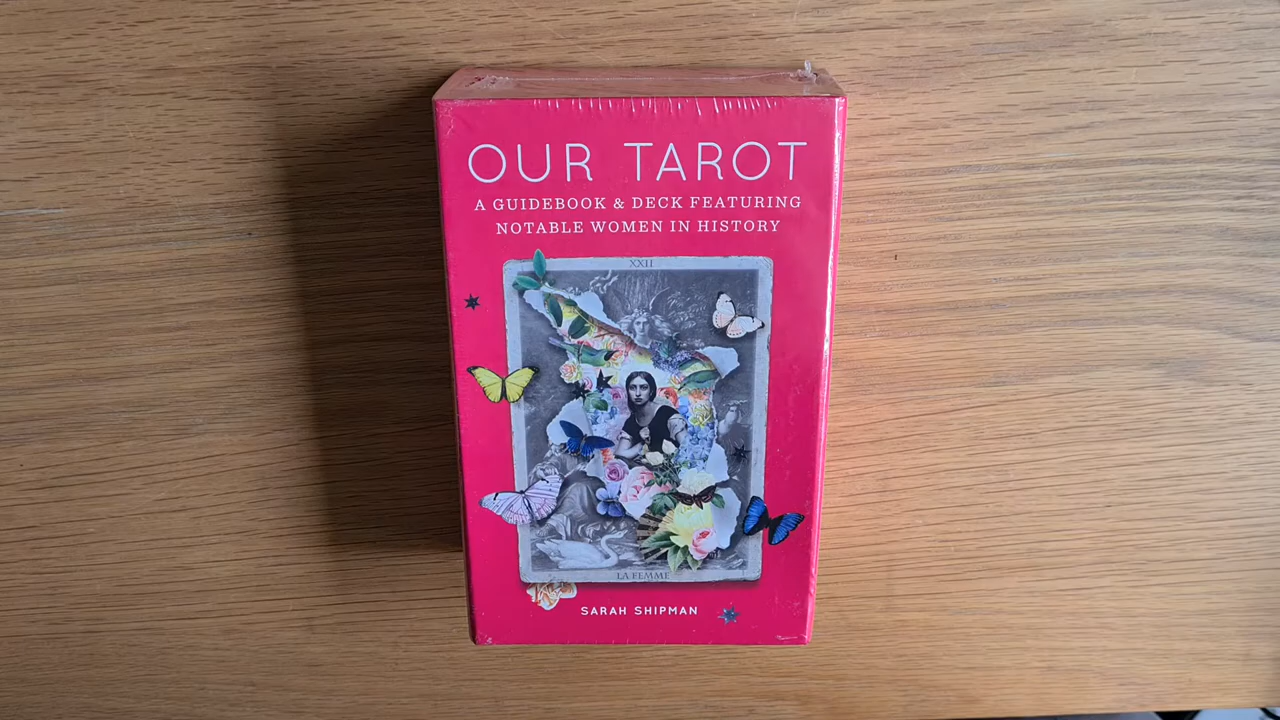 OUR TAROT
A GUIDEBOOK & DECK FEATURING
NOTABLE WOMEN IN HISTORY
XXII
LA FEMME
SARAH SHIPMAN